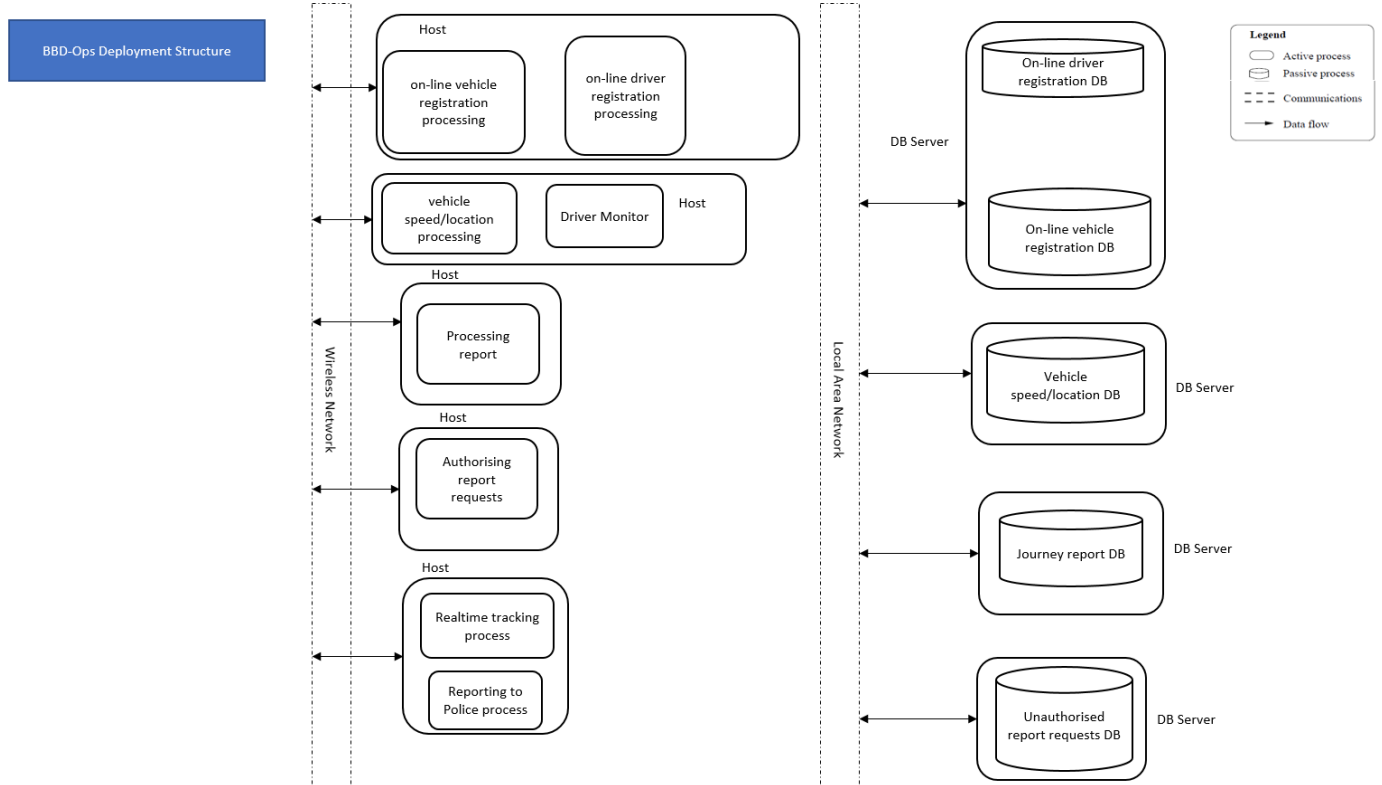 BBD-Ops Deployment Structure
Wireless Network
Host
on-line vehicle
registration
processing
on-line driver
registration
processing
vehicle
speed/location
processing
Driver Monitor
Host
Host
Processing
report
Host
Authorising
report
requests
Host
Realtime tracking
process
Reporting to
Police process
Local Area Network
DB Server
On-line driver
registration DB
On-line vehicle
registration DB
Vehicle
speed/location DB
DB Server
Journey report DB
DB Server
Unauthorised
report requests DB
DB Server
Legend
Active process
Passive process
Communications
Data flow